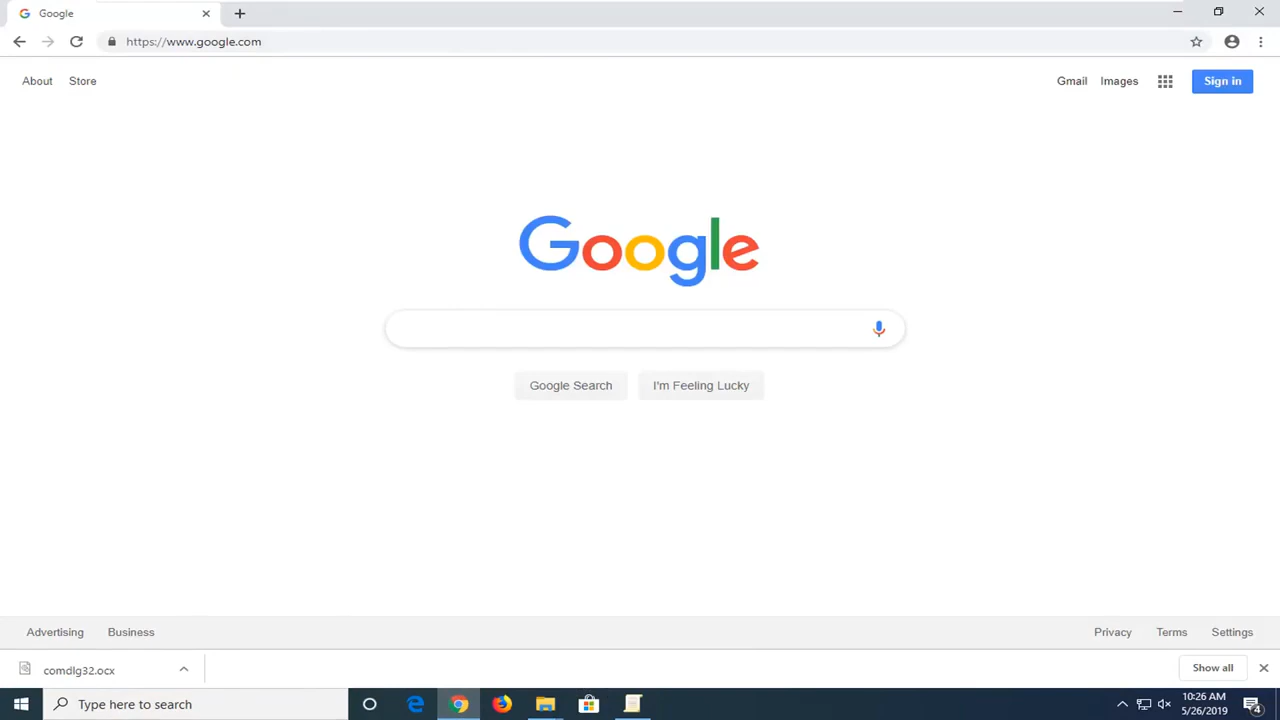 Google
https://www.google.com
About Store Gmail Images Sign in
Google
Google Search I'm Feeling Lucky
Advertising Business Privacy Terms Settings
comdlg32.ocx Show all
Type here to search
10:26 AM
5/26/2019
4